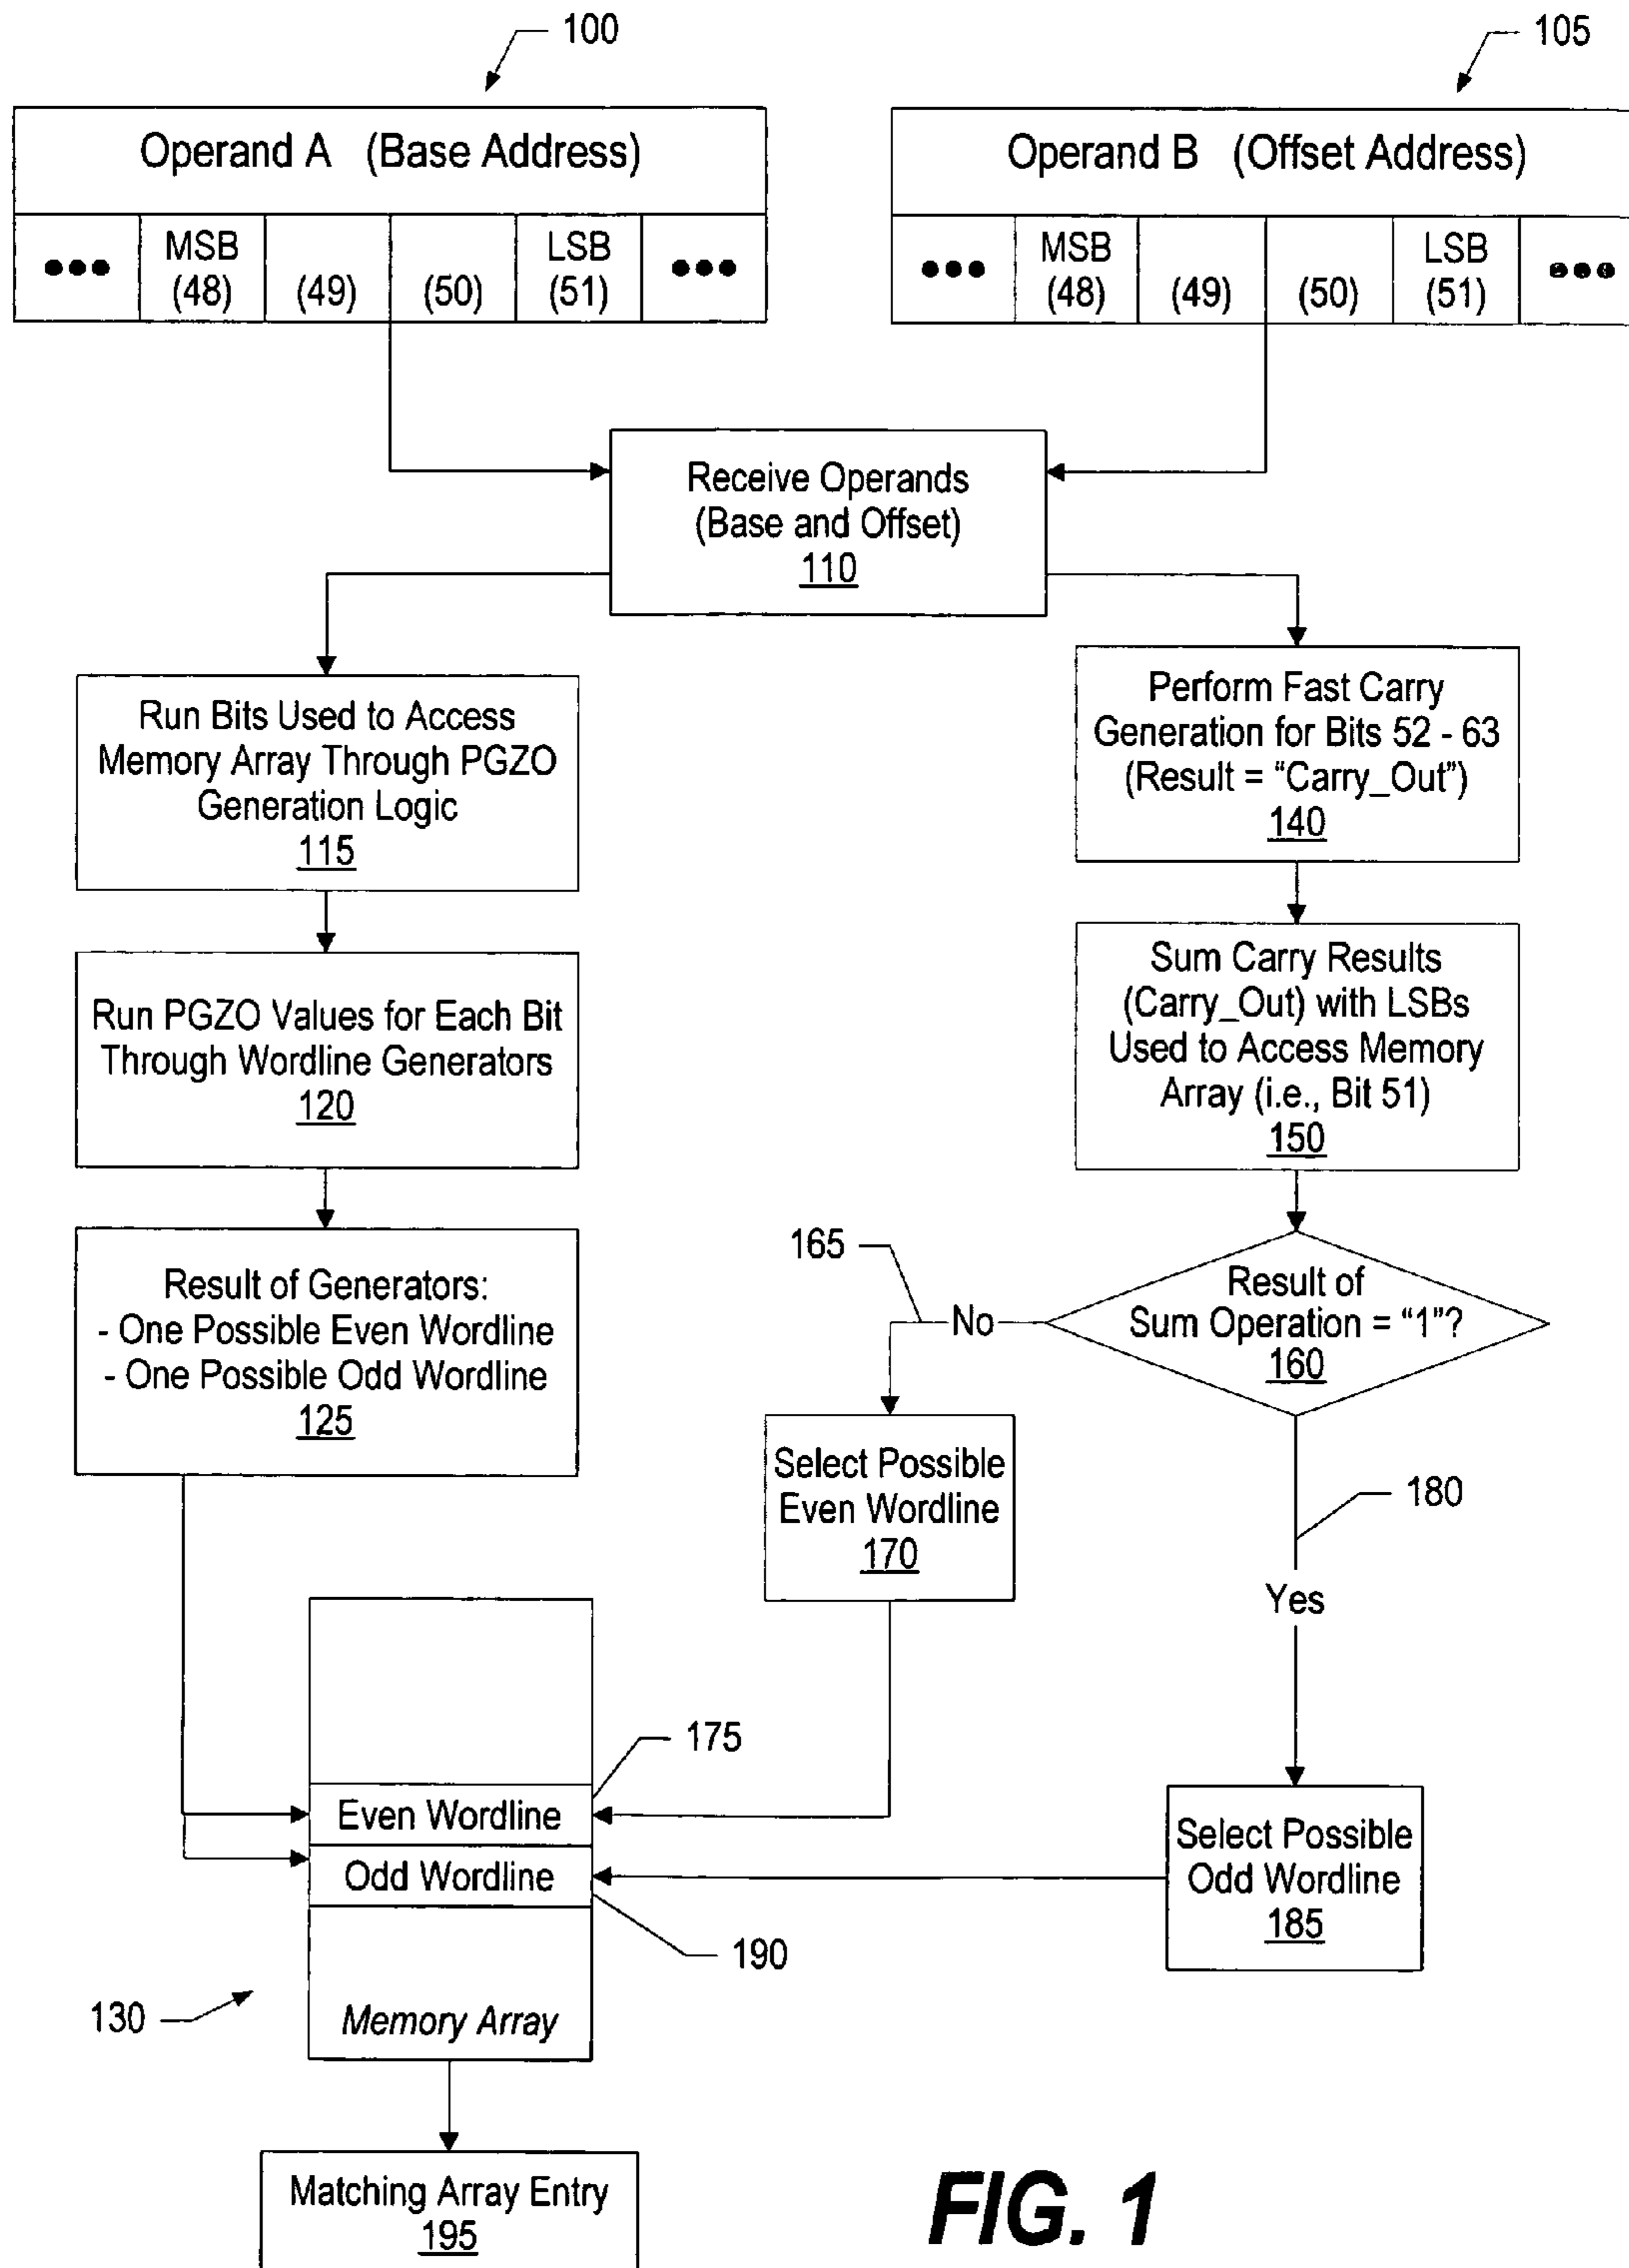 100
105
Operand A (Base Address)
••• MSB (48) (49) (50) LSB (51) •••
Operand B (Offset Address)
••• MSB (48) (49) (50) LSB (51) •••
Receive Operands
(Base and Offset)
110
Run Bits Used to Access
Memory Array Through PGZO
Generation Logic
115
Perform Fast Carry
Generation for Bits 52 - 63
(Result = “Carry_Out”)
140
Run PGZO Values for Each Bit
Through Wordline Generators
120
Sum Carry Results
(Carry_Out) with LSBs
Used to Access Memory
Array (i.e., Bit 51)
150
Result of Generators:
- One Possible Even Wordline
- One Possible Odd Wordline
125
165
No
Result of
Sum Operation = “1”?
160
Select Possible
Even Wordline
170
180
Yes
175
Even Wordline
Odd Wordline
190
Select Possible
Odd Wordline
185
130
Memory Array
Matching Array Entry
195
FIG. 1